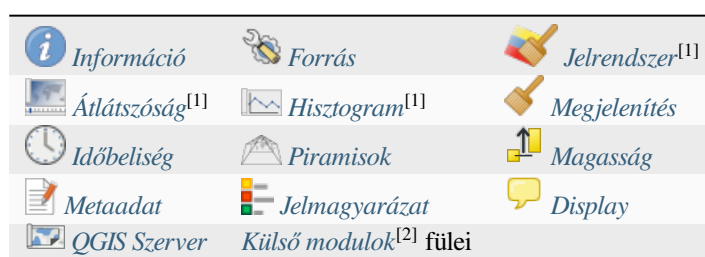 Információ Forrás Jelrendszer[1]
Átlátszóság[1] Hisztogram[1] Megjelenítés
Időbeliség Piramisok Magasság
Metaadat Jelmagyarázat Display
QGIS Szerver Külső modulok[2] fülei